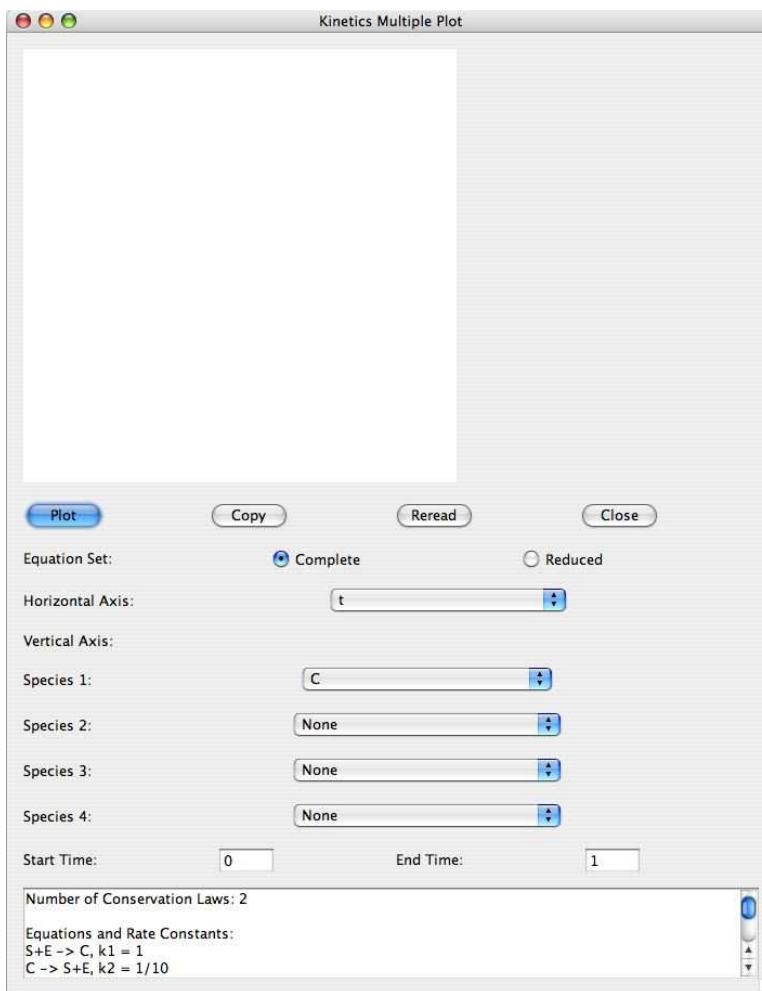 Kinetics Multiple Plot
Plot Copy Reread Close
Equation Set: Complete Reduced
Horizontal Axis: t
Vertical Axis:
Species 1: C
Species 2: None
Species 3: None
Species 4: None
Start Time: 0 End Time: 1
Number of Conservation Laws: 2
Equations and Rate Constants:
S+E -> C, k1 = 1
C -> S+E, k2 = 1/10